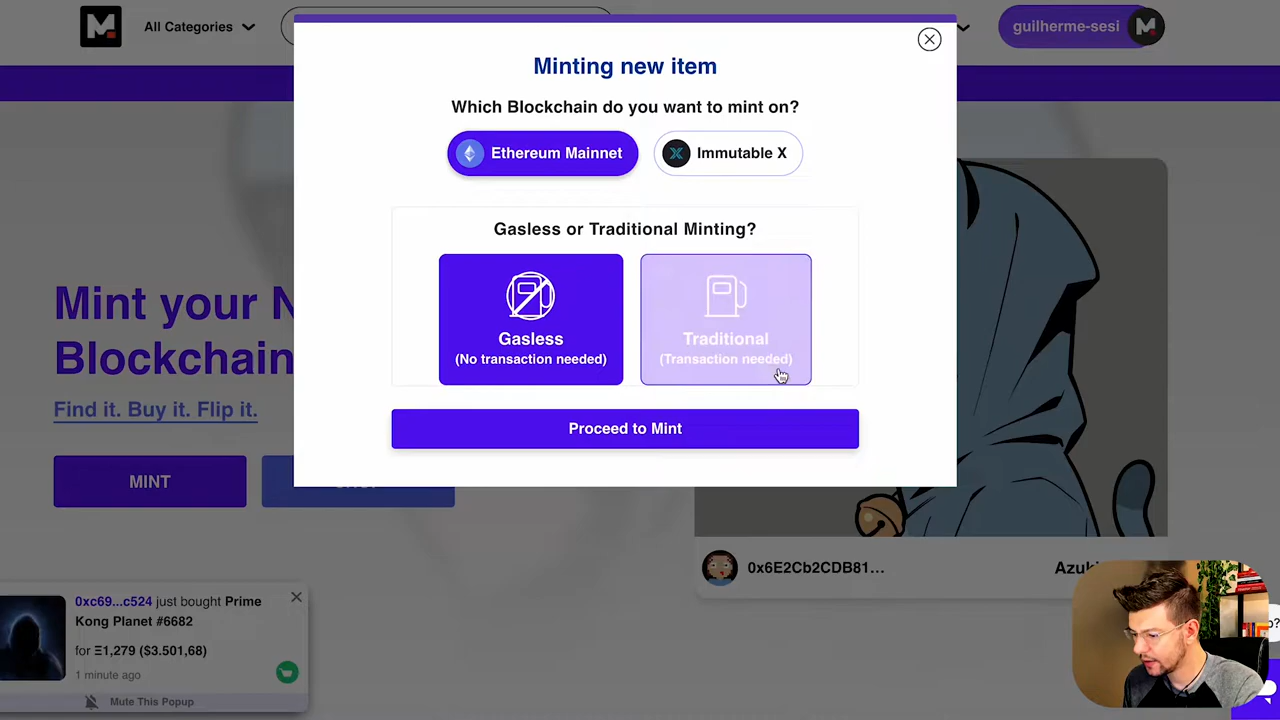 M.
All Categories
guilherme-sesi
M.
Minting new item
Which Blockchain do you want to mint on?
Ethereum Mainnet
Immutable X
Gasless or Traditional Minting?
Gasless
(No transaction needed)
Traditional
(Transaction needed)
Proceed to Mint
Mint your N
Blockchain
Find it. Buy it. Flip it.
MINT
0x6E2Cb2CDB81...
Azuki
0xc69...c524 just bought Prime
Kong Planet #6682
for Ξ1,279 ($3.501,68)
1 minute ago
Mute This Popup